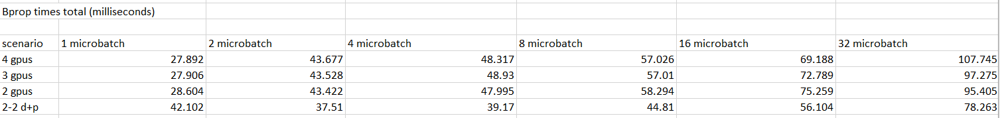 Bprop times total (milliseconds)
scenario 1 microbatch 2 microbatch 4 microbatch 8 microbatch 16 microbatch 32 microbatch
4 gpus 27.892 43.677 48.317 57.026 69.188 107.745
3 gpus 27.906 43.528 48.93 57.01 72.789 97.275
2 gpus 28.604 43.422 47.995 58.294 75.259 95.405
2-2 d+p 42.102 37.51 39.17 44.81 56.104 78.263